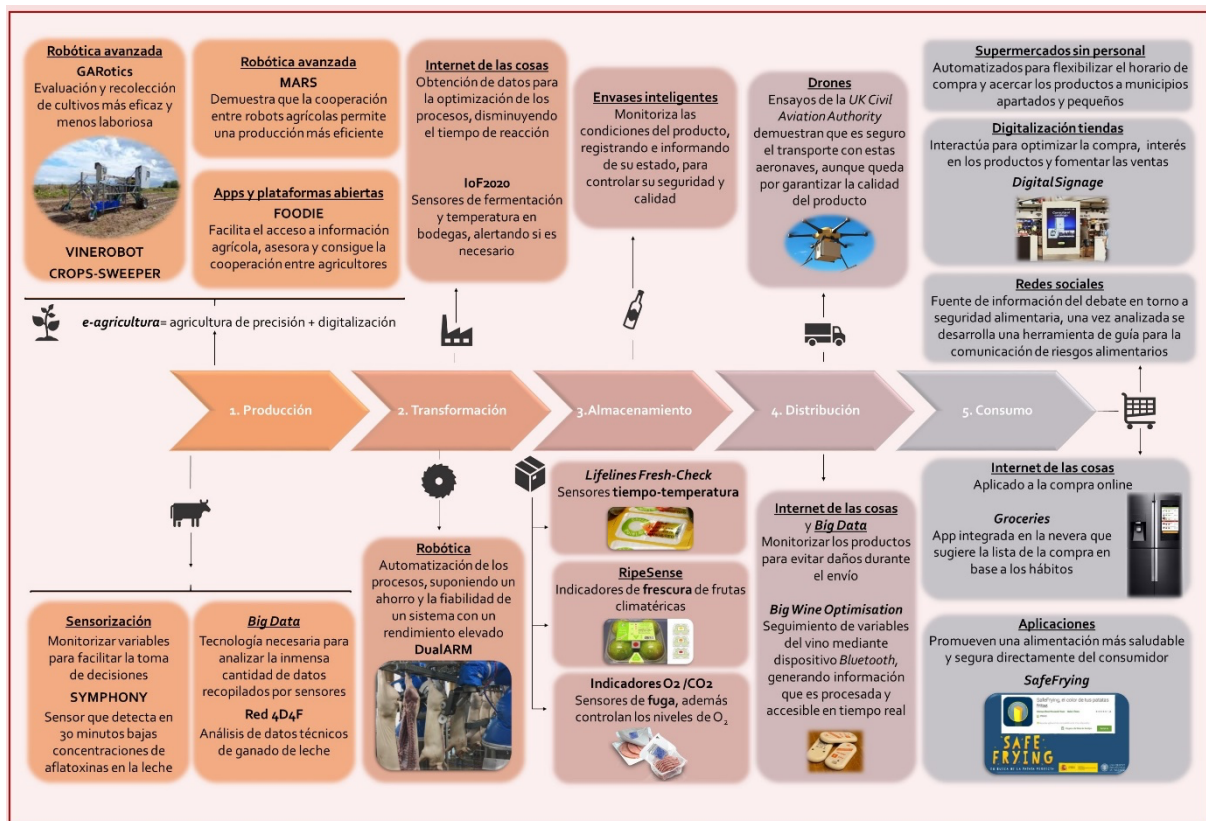 Robótica avanzada
GARotics
Evaluación y recolección
de cultivos más eficaz y
menos laboriosa
VINEROBOT
CROPS-SWEEPER
Robótica avanzada
MARS
Demuestra que la cooperación
entre robots agrícolas permite
una producción más eficiente
Apps y plataformas abiertas
FOODIE
Facilita el acceso a información
agrícola, asesora y consigue la
cooperación entre agricultores
e-agricultura= agricultura de precisión + digitalización
Internet de las cosas
Obtención de datos para
la optimización de los
procesos, disminuyendo
el tiempo de reacción
IoF2020
Sensores de fermentación
y temperatura en
bodegas, alertando si es
necesario
Envases inteligentes
Monitoriza las
condiciones del producto,
registrando e informando
de su estado, para
controlar su seguridad y
calidad
Drones
Ensayos de la UK Civil
Aviation Authority
demuestran que es seguro
el transporte con estas
aeronaves, aunque queda
por garantizar la calidad
del producto
Supermercados sin personal
Automatizados para flexibilizar el horario de
compra y acercar los productos a municipios
apartados y pequeños
Digitalización tiendas
Interactúa para optimizar la compra, interés
en los productos y fomentar las ventas
Digital Signage
Redes sociales
Fuente de información del debate en torno a
seguridad alimentaria, una vez analizada se
desarrolla una herramienta de guía para la
comunicación de riesgos alimentarios
1. Producción
2. Transformación
3.Almacenamiento
4. Distribución
5. Consumo
Sensorización
Monitorizar variables
para facilitar la toma
de decisiones
SYMPHONY
Sensor que detecta en
30 minutos bajas
concentraciones de
aflatoxinas en la leche
Big Data
Tecnología necesaria para
analizar la inmensa
cantidad de datos
recopilados por sensores
Red 4D4F
Análisis de datos técnicos
de ganado de leche
Robótica
Automatización de los
procesos, suponiendo un
ahorro y la fiabilidad de
un sistema con un
rendimiento elevado
DualARM
Lifelines Fresh-Check
Sensores tiempo-temperatura
RipeSense
Indicadores de frescura de frutas
climatéricas
Indicadores O2 /CO2
Sensores de fuga, además
controlan los niveles de O₂
Internet de las cosas
y Big Data
Monitorizar los productos
para evitar daños durante
el envío
Big Wine Optimisation
Seguimiento de variables
del vino mediante
dispositivo Bluetooth,
generando información
que es procesada y
accesible en tiempo real
Internet de las cosas
Aplicado a la compra online
Groceries
App integrada en la nevera que
sugiere la lista de la compra en
base a los hábitos
Aplicaciones
Promueven una alimentación más saludable
y segura directamente del consumidor
SafeFrying
SafeFrying, el color de tus patatas
fritas
SAFE
FRYING